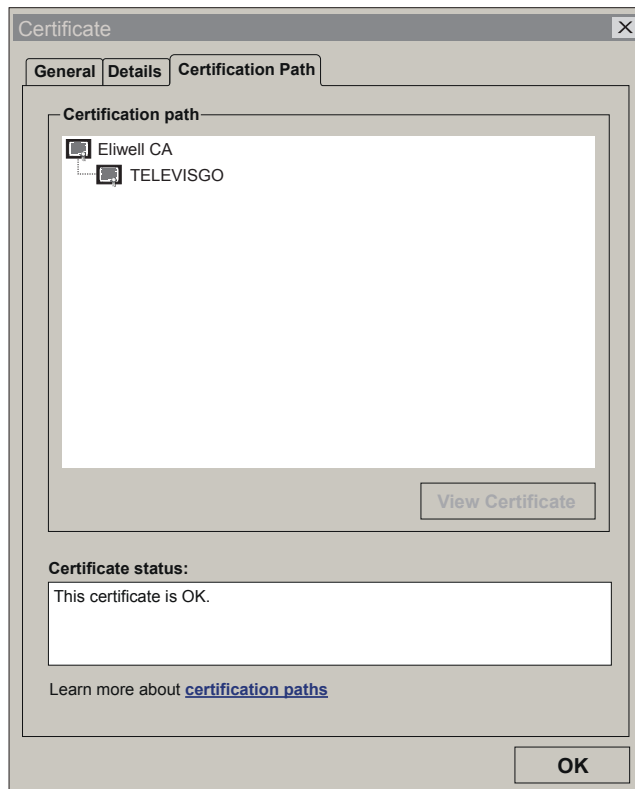 Certificate
General Details Certification Path
Certification path
Eliwell CA
TELEVISGO
View Certificate
Certificate status:
This certificate is OK.
Learn more about certification paths
OK